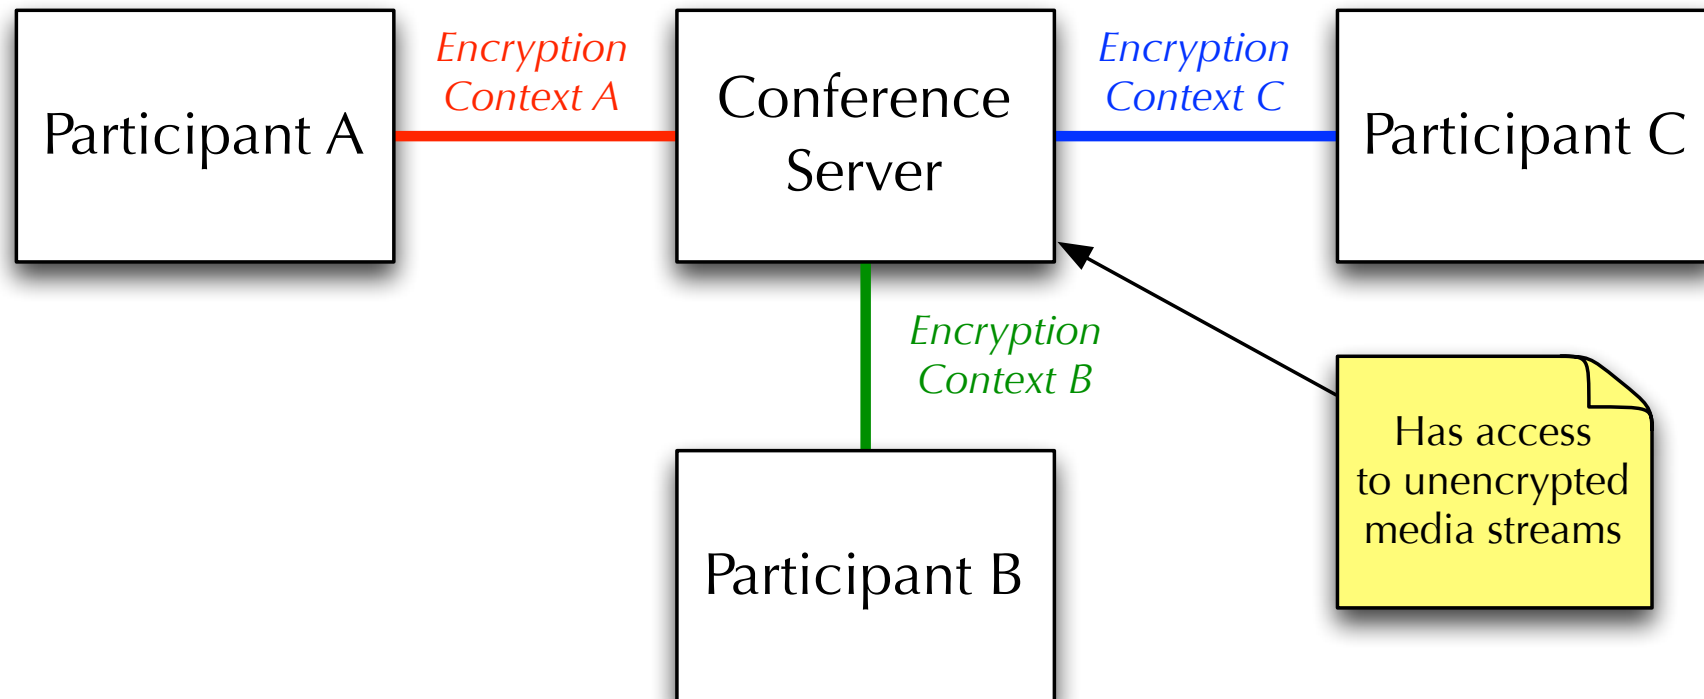 Participant A
Encryption
Context A
Conference
Server
Encryption
Context C
Participant C
Encryption
Context B
Participant B
Has access
to unencrypted
media streams